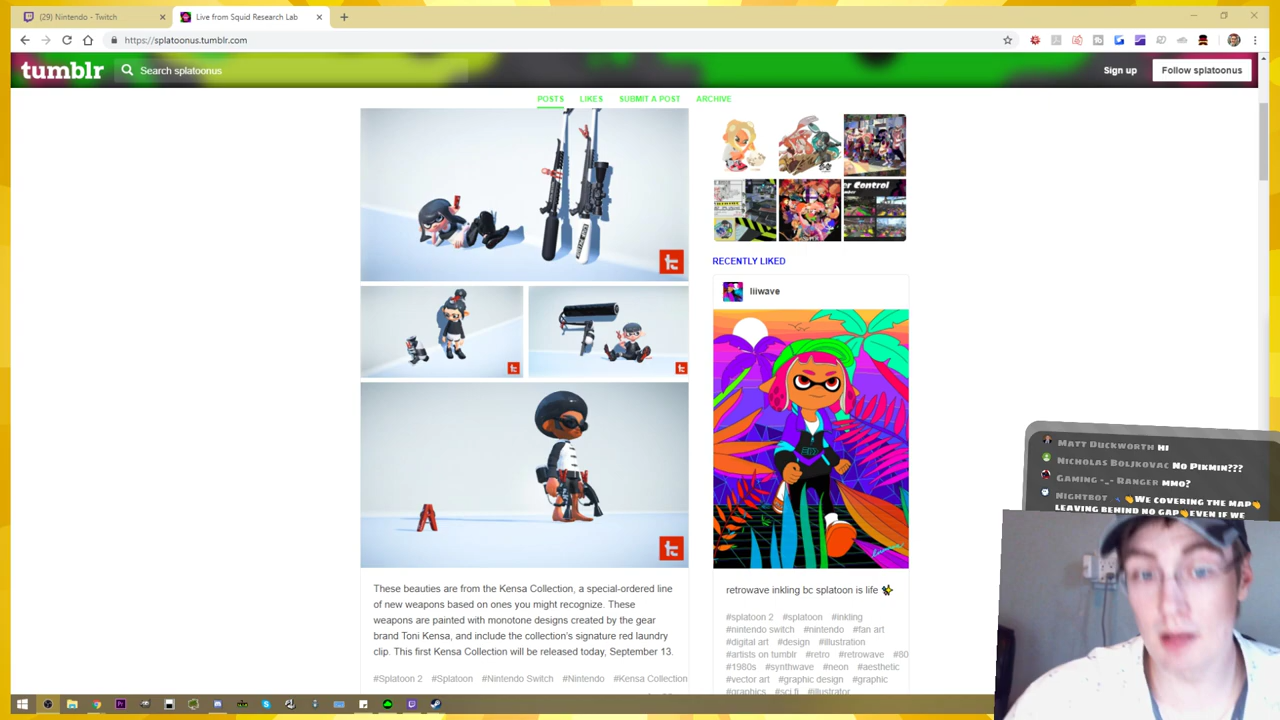 (29) Nintendo - Twitch
Live from Squid Research Lab
https://splatoonus.tumblr.com
tumblr
Search splatoonus
Sign up
Follow splatoonus
POSTS LIKES SUBMIT A POST ARCHIVE
RECENTLY LIKED
liiwave
These beauties are from the Kensa Collection, a special-ordered line
of new weapons based on ones you might recognize. These
weapons are painted with monotone designs created by the gear
brand Toni Kensa, and include the collection's signature red laundry
clip. This first Kensa Collection will be released today, September 13.
#Splatoon 2 #Splatoon #Nintendo Switch #Nintendo #Kensa Collection
retrowave inkling bc splatoon is life
#splatoon 2 #splatoon #inkling
#nintendo switch #nintendo #fan art
#digital art #design #illustration
#artists on tumblr #retro #retrowave #80
#1980s #synthwave #neon #aesthetic
#vector art #graphic design #graphic
#graphics #sci fi #illustrator
Matt Duckworth Hi
Nicholas Boljkovac No Pikmin???
Gaming -_- Ranger MMO?
Nightbot We covering the map
leaving behind no gap Even if we